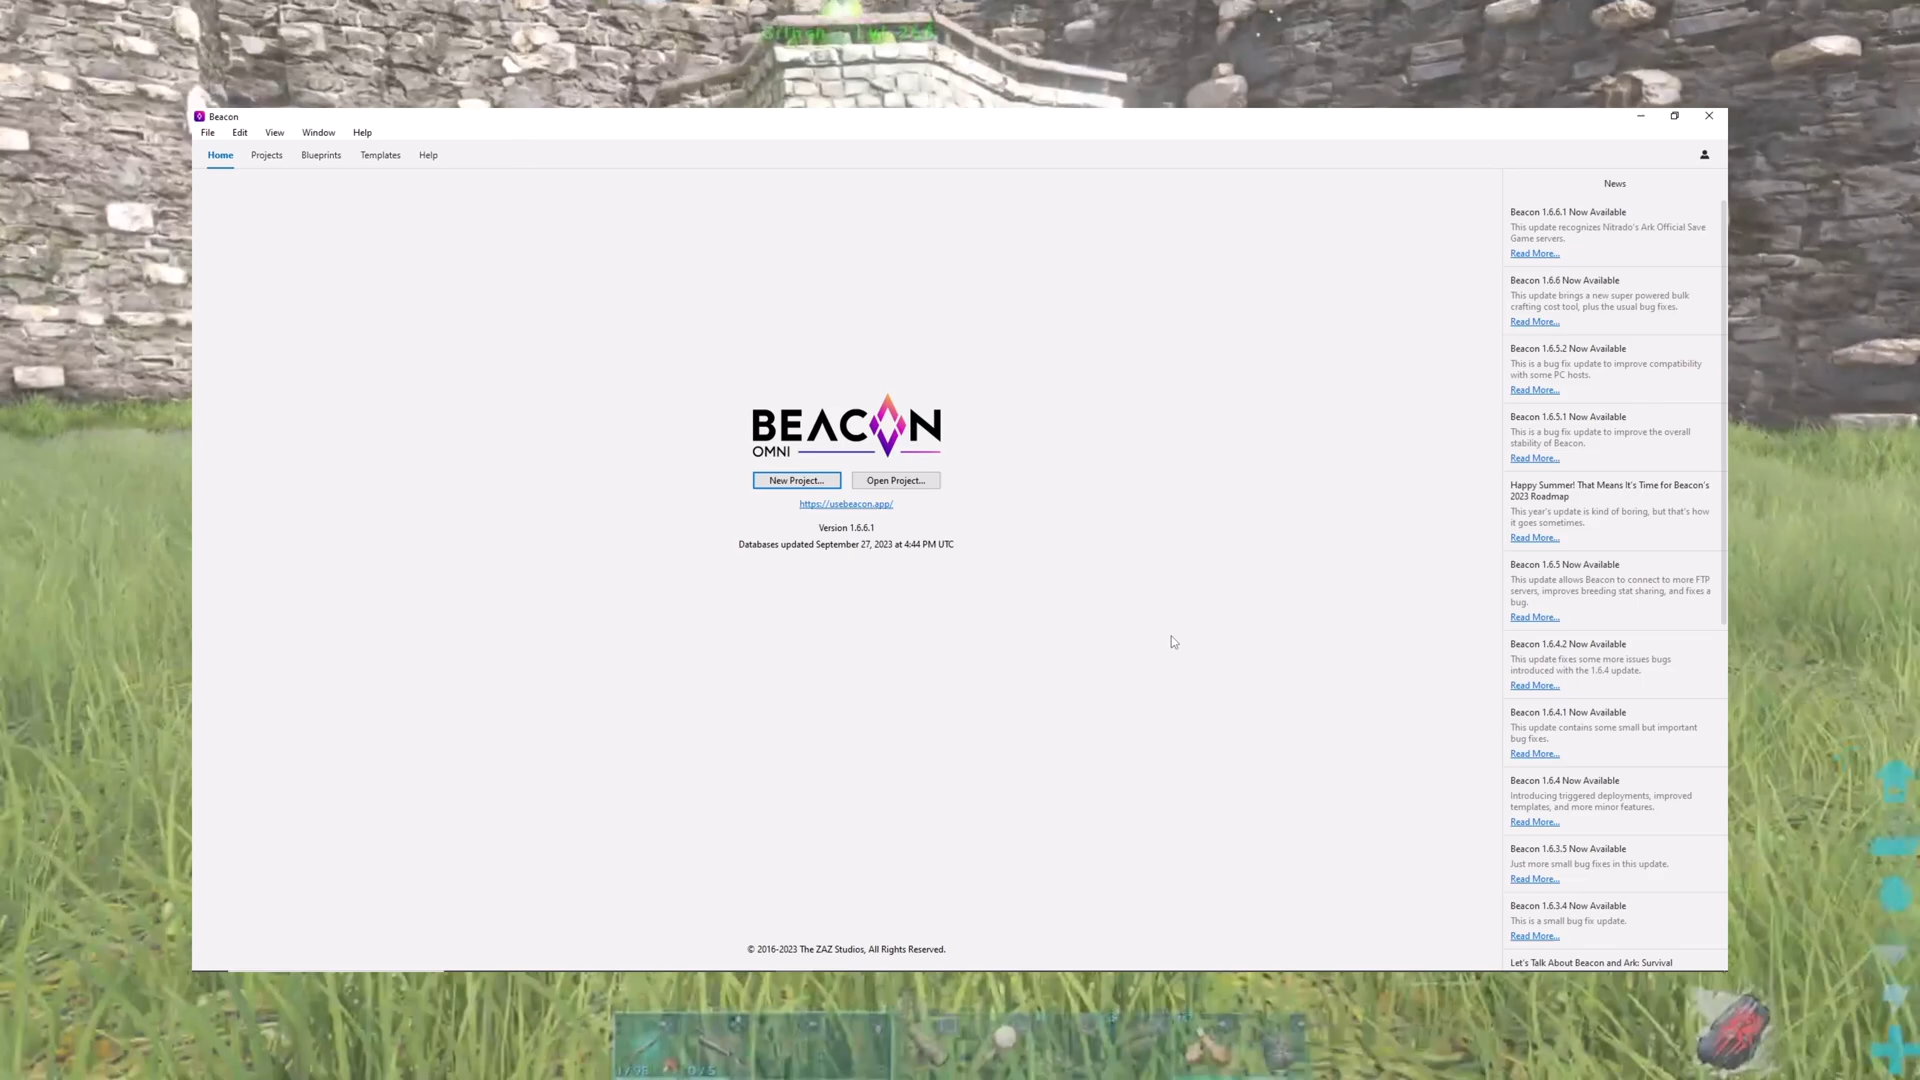 Beacon
File Edit View Window Help
Home Projects Blueprints Templates Help
BEACON
OMNI
New Project... Open Project...
https://usebeacon.app/
Version 1.6.6.1
Databases updated September 27, 2023 at 4:44 PM UTC
© 2016-2023 The ZAZ Studios, All Rights Reserved.
News
Beacon 1.6.6.1 Now Available
This update recognizes Nitrado's Ark Official Save
Game servers.
Read More...
Beacon 1.6.6 Now Available
This update brings a new super powered bulk
crafting cost tool, plus the usual bug fixes.
Read More...
Beacon 1.6.5.2 Now Available
This is a bug fix update to improve compatibility
with some PC hosts.
Read More...
Beacon 1.6.5.1 Now Available
This is a bug fix update to improve the overall
stability of Beacon.
Read More...
Happy Summer! That Means It's Time for Beacon's
2023 Roadmap
This year's update is kind of boring, but that's how
it goes sometimes.
Read More...
Beacon 1.6.5 Now Available
This update allows Beacon to connect to more FTP
servers, improves breeding stat sharing, and fixes a
bug.
Read More...
Beacon 1.6.4.2 Now Available
This update fixes some more issues bugs
introduced with the 1.6.4 update.
Read More...
Beacon 1.6.4.1 Now Available
This update contains some small but important
bug fixes.
Read More...
Beacon 1.6.4 Now Available
Introducing triggered deployments, improved
templates, and more minor features.
Read More...
Beacon 1.6.3.5 Now Available
Just more small bug fixes in this update.
Read More...
Beacon 1.6.3.4 Now Available
This is a small bug fix update.
Read More...
Let's Talk About Beacon and Ark: Survival